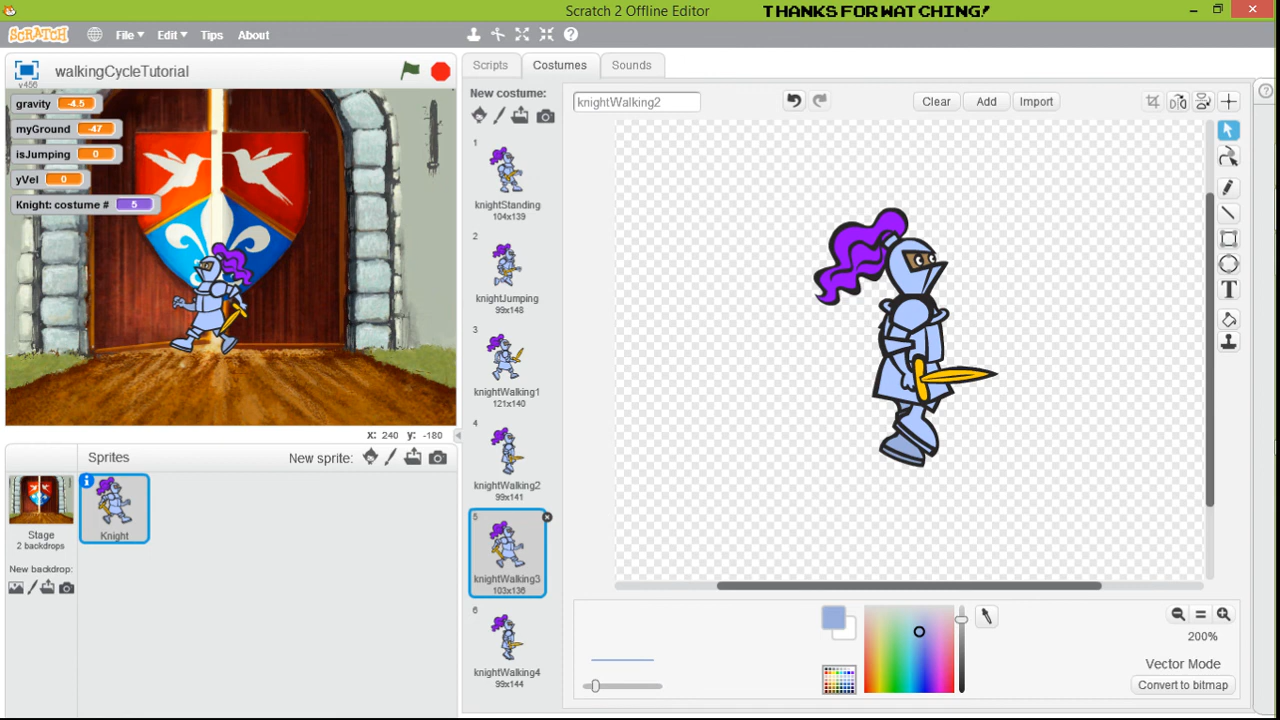 Scratch 2 Offline Editor
THANKS FOR WATCHING!
SCRATCH
File Edit Tips About
v456
walkingCycleTutorial
gravity -4.5
myGround -47
isJumping 0
yVel 0
Knight: costume # 5
x: 240 y: -180
Sprites
New sprite:
Stage
2 backdrops
New backdrop:
Knight
Scripts
Costumes
Sounds
New costume:
1
knightStanding
104x139
2
knightJumping
99x148
3
knightWalking1
121x140
4
knightWalking2
99x141
5
knightWalking3
103x136
6
knightWalking4
99x144
knightWalking2
Clear
Add
Import
T
200%
Vector Mode
Convert to bitmap